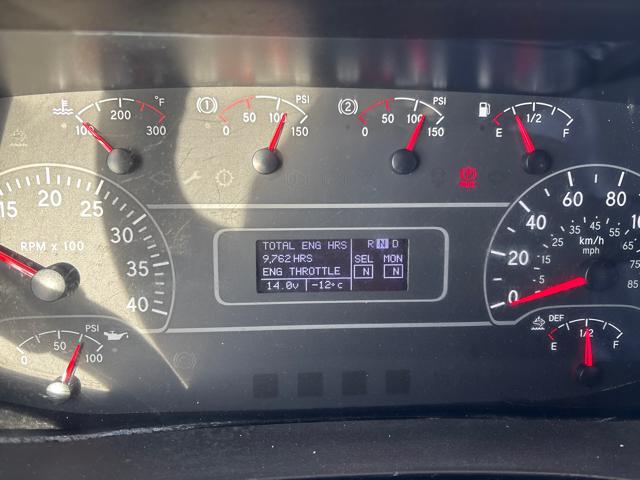 °F
100 200 300
(1)
PSI
0 50 100 150
(2)
PSI
0 50 100 150
E 1/2 F
15 20 25 30 35 40
RPM x 100
TOTAL ENG HRS R N D
9,762 HRS SEL MON
ENG THROTTLE N N
14.0v -12°c
0 20 40 60 80
15 25 35 45 55 65 75 85
km/h
mph
PSI
0 50 100
DEF
E 1/2 F